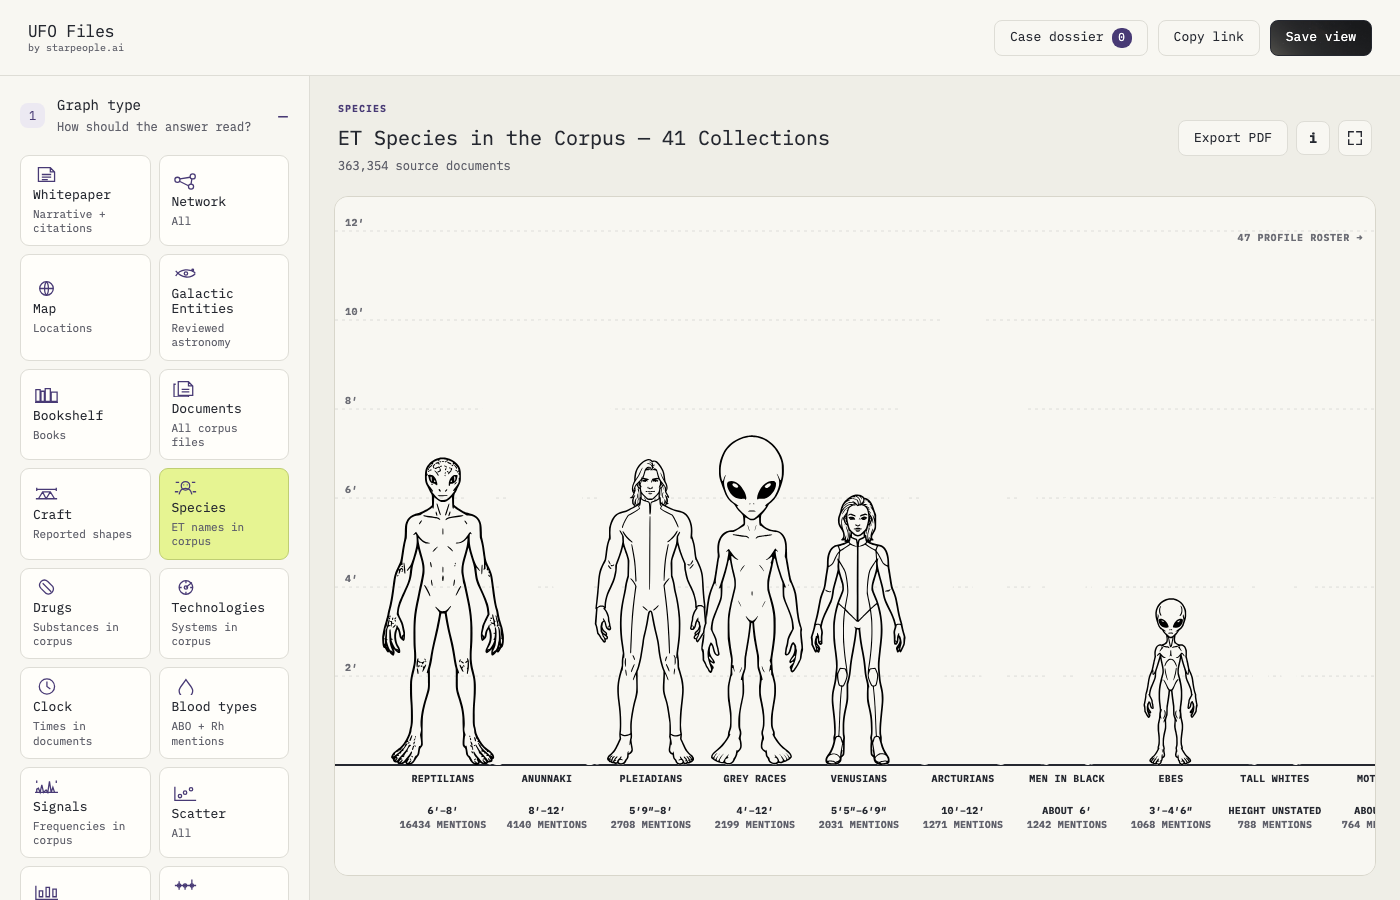 UFO Files
by starpeople.ai
Case dossier 0
Copy link
Save view
1
Graph type
How should the answer read?
Whitepaper
Narrative +
citations
Network
All
Map
Locations
Galactic
Entities
Reviewed
astronomy
Bookshelf
Books
Documents
All corpus
files
Craft
Reported shapes
Species
ET names in
corpus
Drugs
Substances in
corpus
Technologies
Systems in
corpus
Clock
Times in
documents
Blood types
ABO + Rh
mentions
Signals
Frequencies in
corpus
Scatter
All
SPECIES
ET Species in the Corpus — 41 Collections
363,354 source documents
Export PDF
i
12′
47 PROFILE ROSTER →
10′
8′
6′
4′
2′
REPTILIANS
6′–8′
16434 MENTIONS
ANUNNAKI
8′–12′
4140 MENTIONS
PLEIADIANS
5′9″–8′
2708 MENTIONS
GREY RACES
4′–12′
2199 MENTIONS
VENUSIANS
5′5″–6′9″
2031 MENTIONS
ARCTURIANS
10′–12′
1271 MENTIONS
MEN IN BLACK
ABOUT 6′
1242 MENTIONS
EBES
3′–4′6″
1068 MENTIONS
TALL WHITES
HEIGHT UNSTATED
788 MENTIONS
MOT
ABOU
764 ME